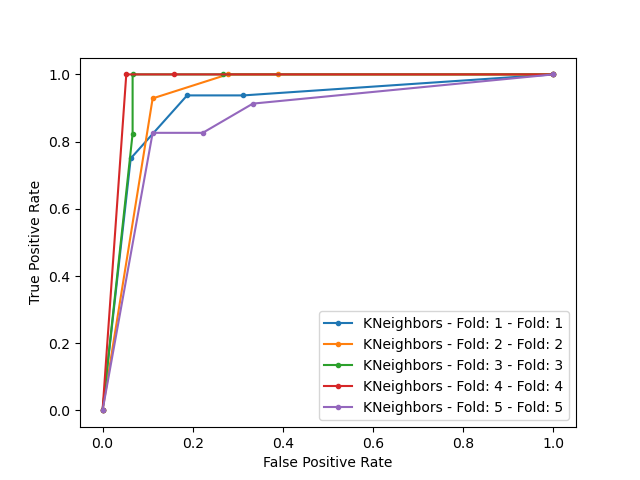 1.0
0.8
0.6
0.4
0.2
0.0
True Positive Rate
KNeighbors - Fold: 1 - Fold: 1
KNeighbors - Fold: 2 - Fold: 2
KNeighbors - Fold: 3 - Fold: 3
KNeighbors - Fold: 4 - Fold: 4
KNeighbors - Fold: 5 - Fold: 5
0.0 0.2 0.4 0.6 0.8 1.0
False Positive Rate